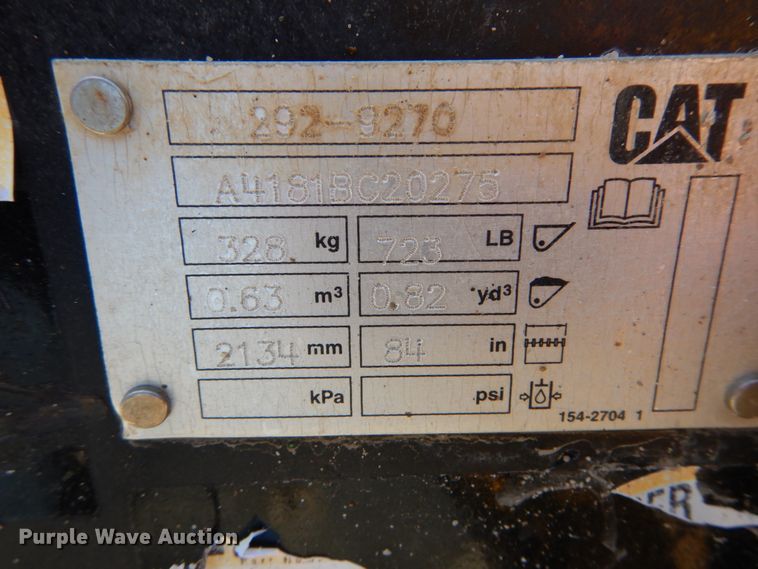 CAT
292-9270
A4181BC20275
328 kg 723 LB
0.63 m³ 0.82 yd³
2134 mm 84 in
kPa psi
154-2704 1
ER
Purple Wave Auction